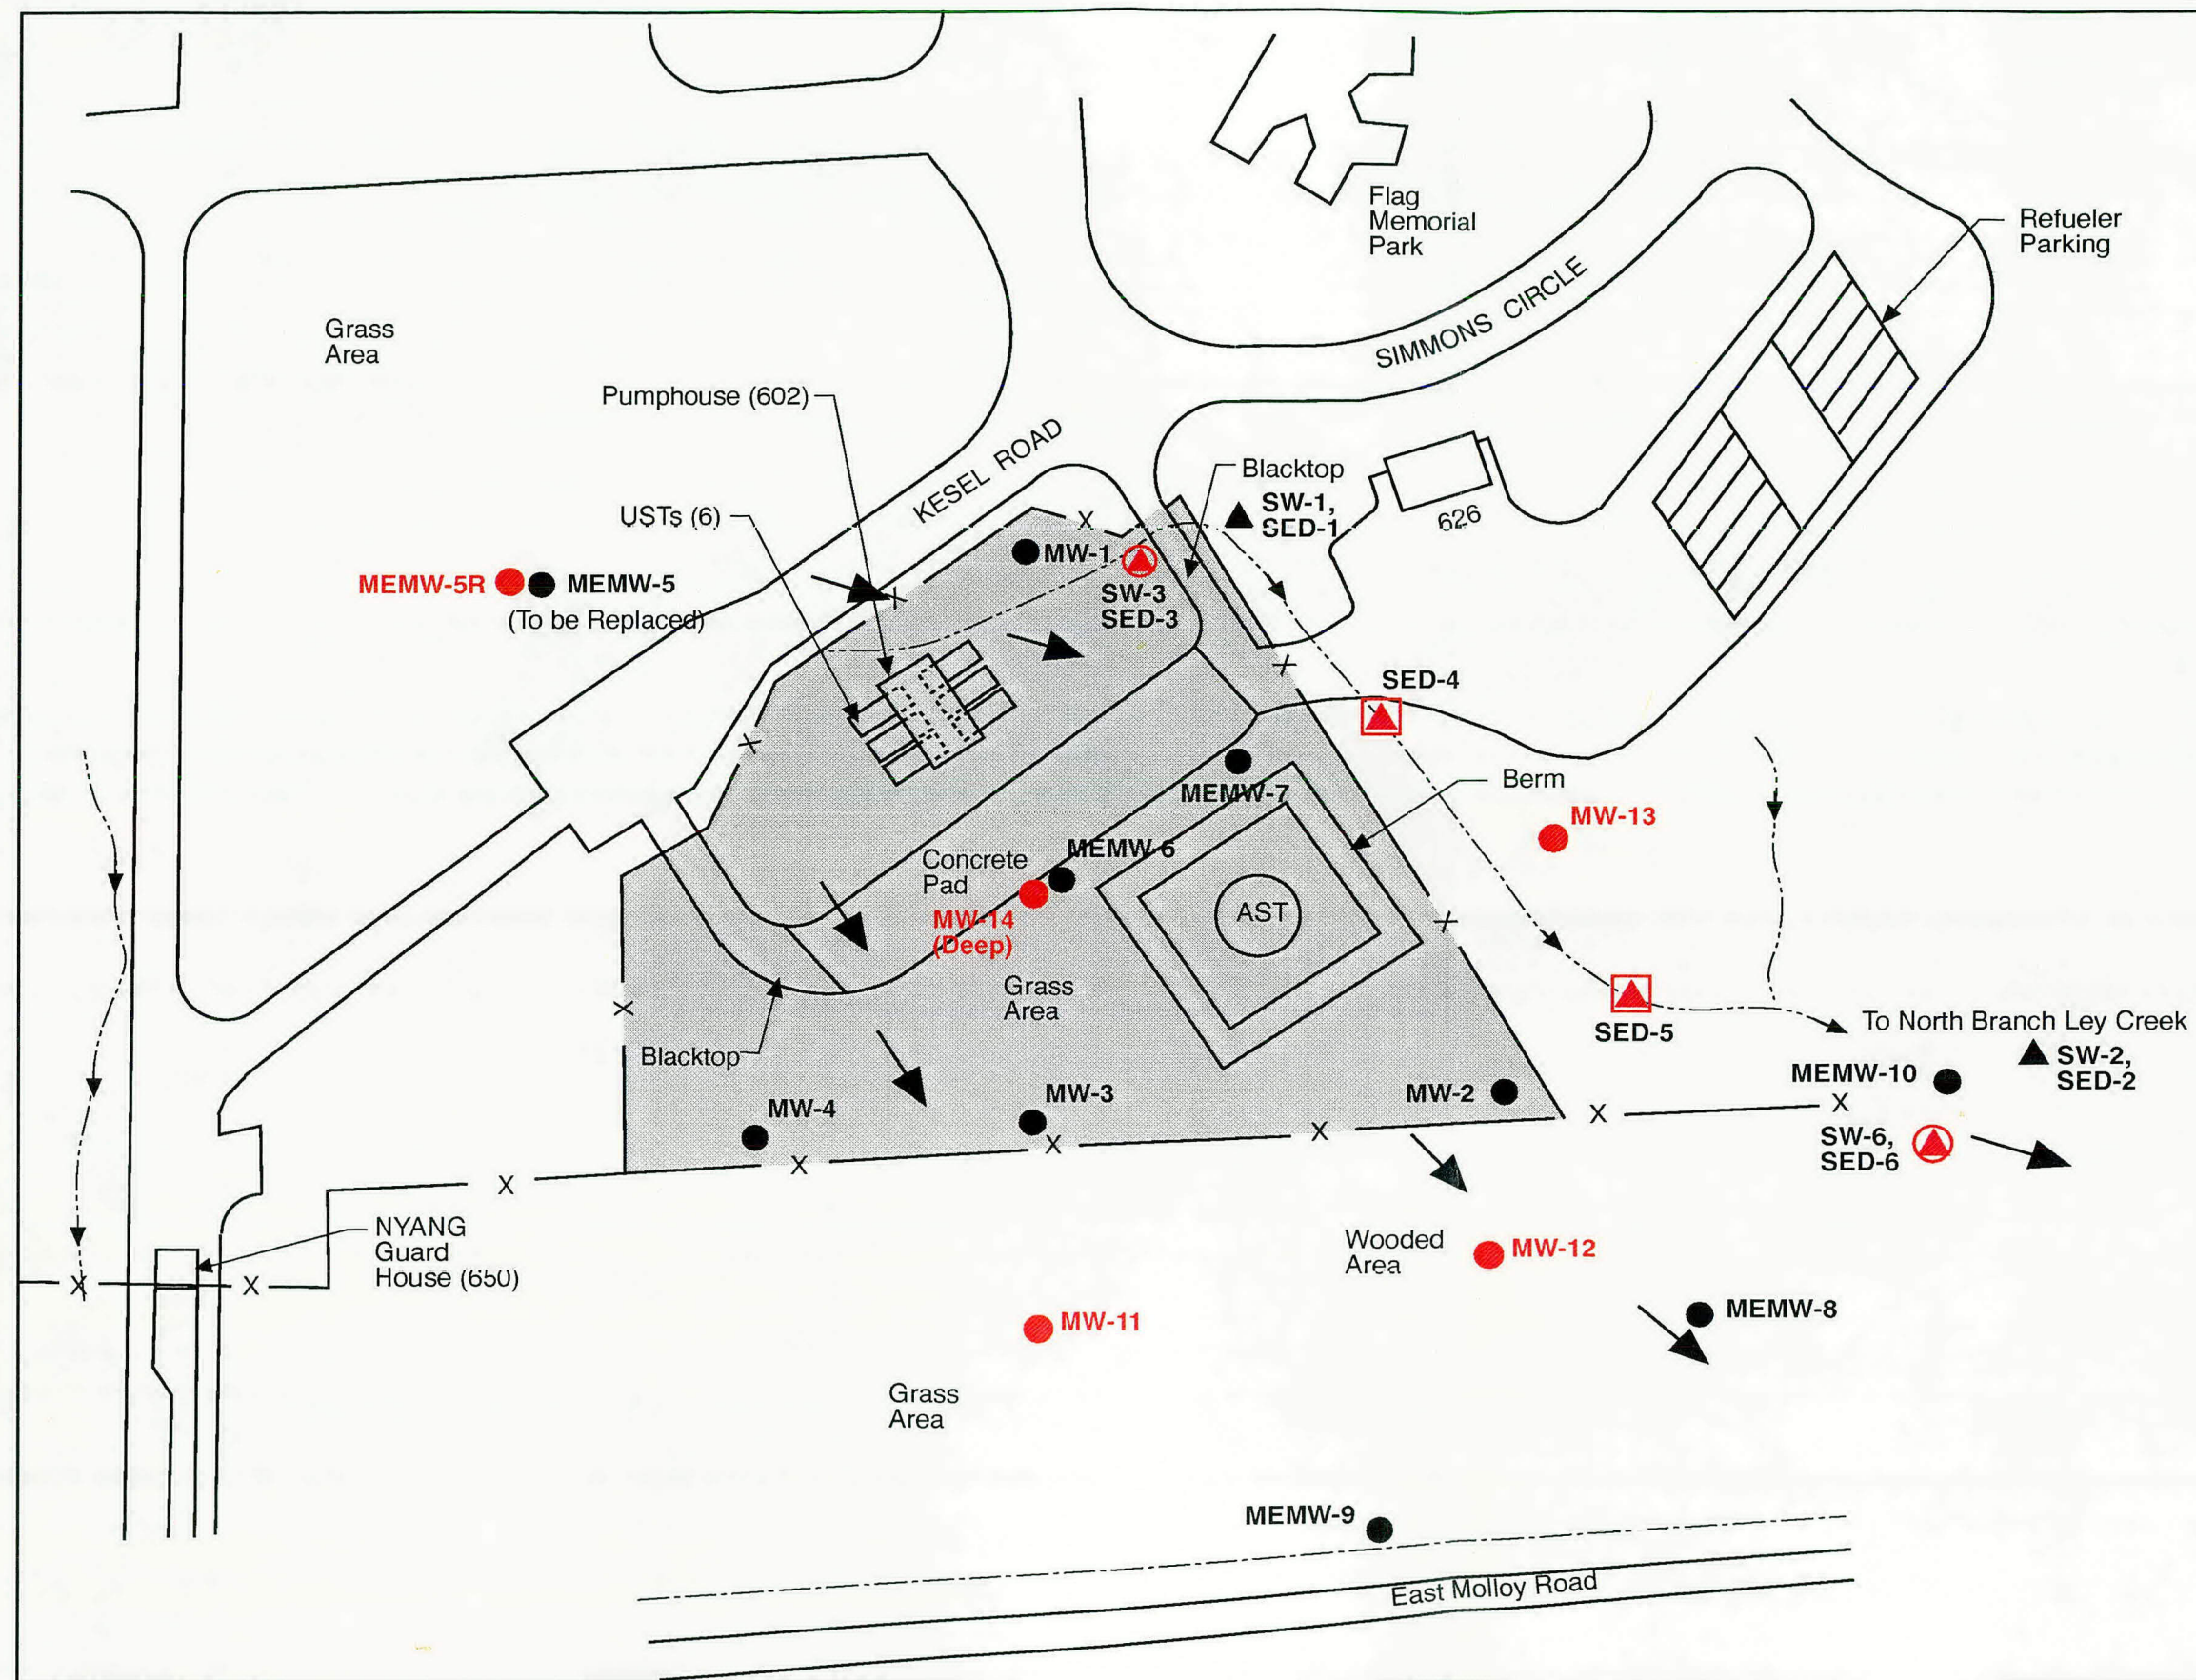 Flag
Memorial
Park
Refueler
Parking
SIMMONS CIRCLE
Grass
Area
Pumphouse (602)
KESEL ROAD
Blacktop
SW-1,
SED-1
626
USTs (6)
MW-1
SW-3
SED-3
MEMW-5R
MEMW-5
(To be Replaced)
SED-4
Berm
MEMW-7
MW-13
MEMW-6
Concrete
Pad
MW-14
(Deep)
AST
Grass
Area
SED-5
To North Branch Ley Creek
SW-2,
SED-2
MEMW-10
Blacktop
MW-4
MW-3
MW-2
SW-6,
SED-6
X
X
X
X
X
X
X
X
X
X
X
X
X
X
NYANG
Guard
House (650)
Wooded
Area
MW-12
MW-11
MEMW-8
Grass
Area
MEMW-9
East Molloy Road